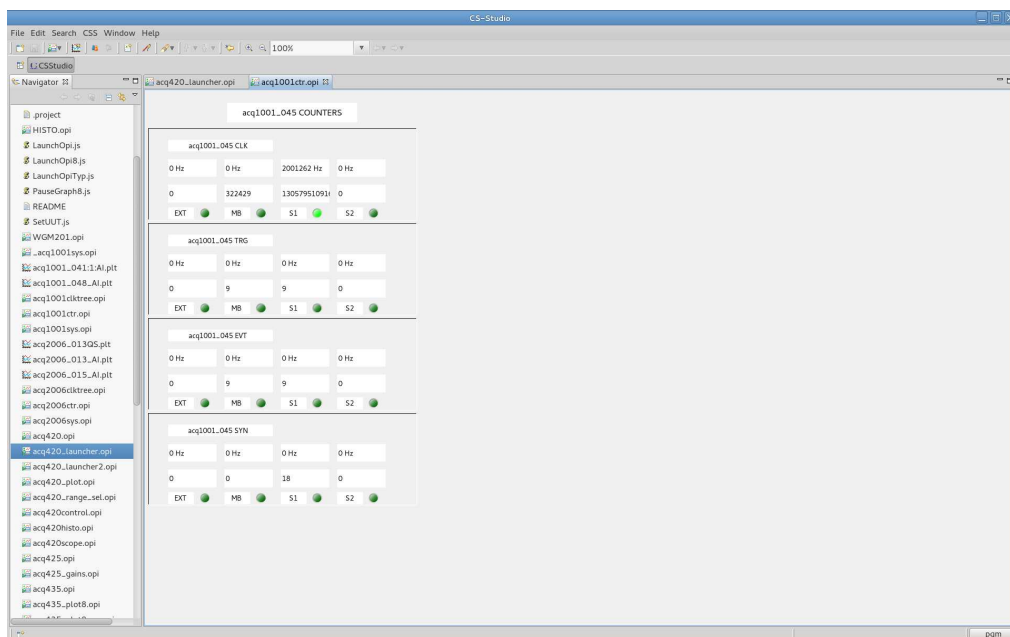 CS-Studio
File Edit Search CSS Window Help
100%
CSStudio
Navigator
acq420_launcher.opi
acq1001ctr.opi
.project
HISTO.opi
LaunchOpi.js
LaunchOpi8.js
LaunchOpiTyp.js
PauseGraph8.js
README
SetUUT.js
WGM201.opi
_acq1001sys.opi
acq1001_041:1:AI.plt
acq1001_048_AI.plt
acq1001clktree.opi
acq1001ctr.opi
acq1001sys.opi
acq2006_013QS.plt
acq2006_013_AI.plt
acq2006_015_AI.plt
acq2006clktree.opi
acq2006ctr.opi
acq2006sys.opi
acq420.opi
acq420_launcher.opi
acq420_launcher2.opi
acq420_plot.opi
acq420_range_sel.opi
acq420control.opi
acq420histo.opi
acq420scope.opi
acq425.opi
acq425_gains.opi
acq435.opi
acq435_plot8.opi
acq1001_045 COUNTERS
acq1001_045 CLK
0 Hz 0 Hz 2001262 Hz 0 Hz
0 322429 1305795109 0
EXT MB S1 S2
acq1001_045 TRG
0 Hz 0 Hz 0 Hz 0 Hz
0 9 9 0
EXT MB S1 S2
acq1001_045 EVT
0 Hz 0 Hz 0 Hz 0 Hz
0 9 9 0
EXT MB S1 S2
acq1001_045 SYN
0 Hz 0 Hz 0 Hz 0 Hz
0 0 18 0
EXT MB S1 S2
pgm